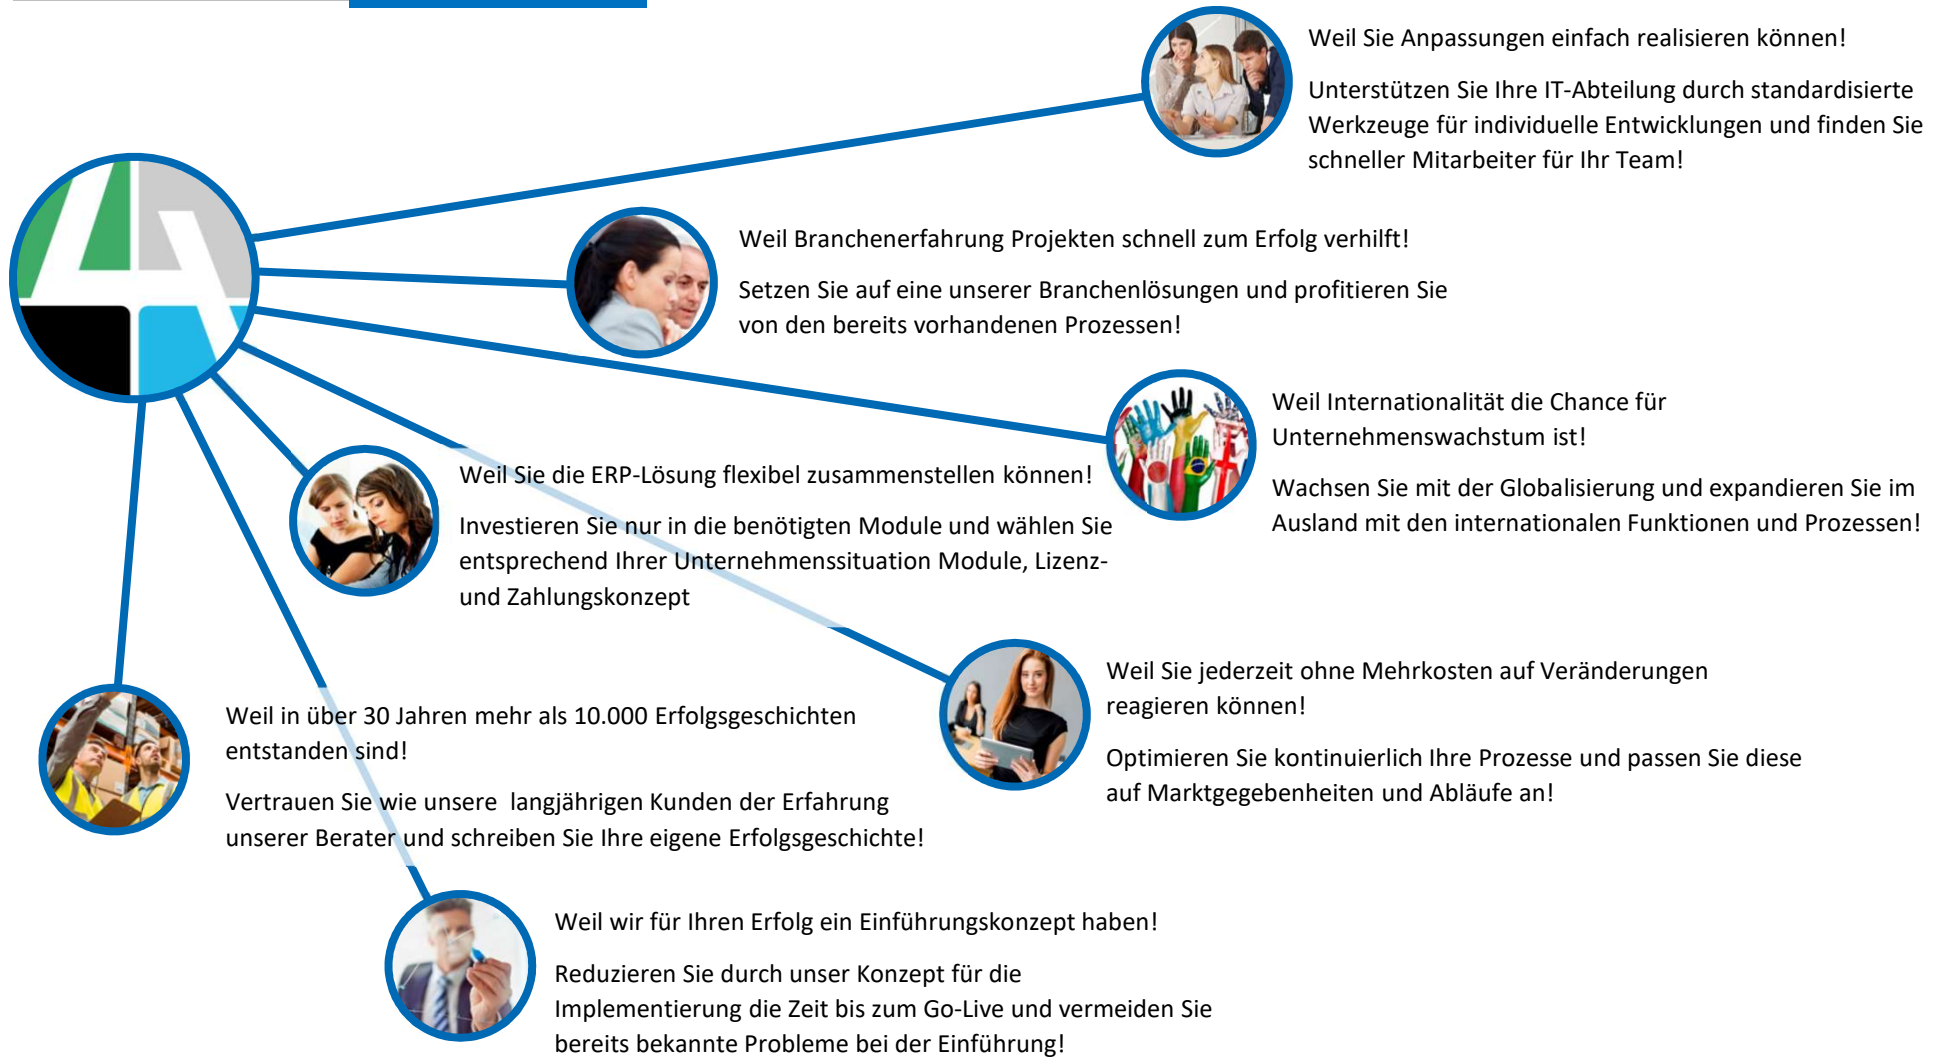 Weil Sie Anpassungen einfach realisieren können!
Unterstützen Sie Ihre IT-Abteilung durch standardisierte
Werkzeuge für individuelle Entwicklungen und finden Sie
schneller Mitarbeiter für Ihr Team!
Weil Branchenerfahrung Projekten schnell zum Erfolg verhilft!
Setzen Sie auf eine unserer Branchenlösungen und profitieren Sie
von den bereits vorhandenen Prozessen!
Weil Internationalität die Chance für
Unternehmenswachstum ist!
Wachsen Sie mit der Globalisierung und expandieren Sie im
Ausland mit den internationalen Funktionen und Prozessen!
Weil Sie die ERP-Lösung flexibel zusammenstellen können!
Investieren Sie nur in die benötigten Module und wählen Sie
entsprechend Ihrer Unternehmenssituation Module, Lizenz-
und Zahlungskonzept
Weil Sie jederzeit ohne Mehrkosten auf Veränderungen
reagieren können!
Optimieren Sie kontinuierlich Ihre Prozesse und passen Sie diese
auf Marktgegebenheiten und Abläufe an!
Weil in über 30 Jahren mehr als 10.000 Erfolgsgeschichten
entstanden sind!
Vertrauen Sie wie unsere  langjährigen Kunden der Erfahrung
unserer Berater und schreiben Sie Ihre eigene Erfolgsgeschichte!
Weil wir für Ihren Erfolg ein Einführungskonzept haben!
Reduzieren Sie durch unser Konzept für die
Implementierung die Zeit bis zum Go-Live und vermeiden Sie
bereits bekannte Probleme bei der Einführung!